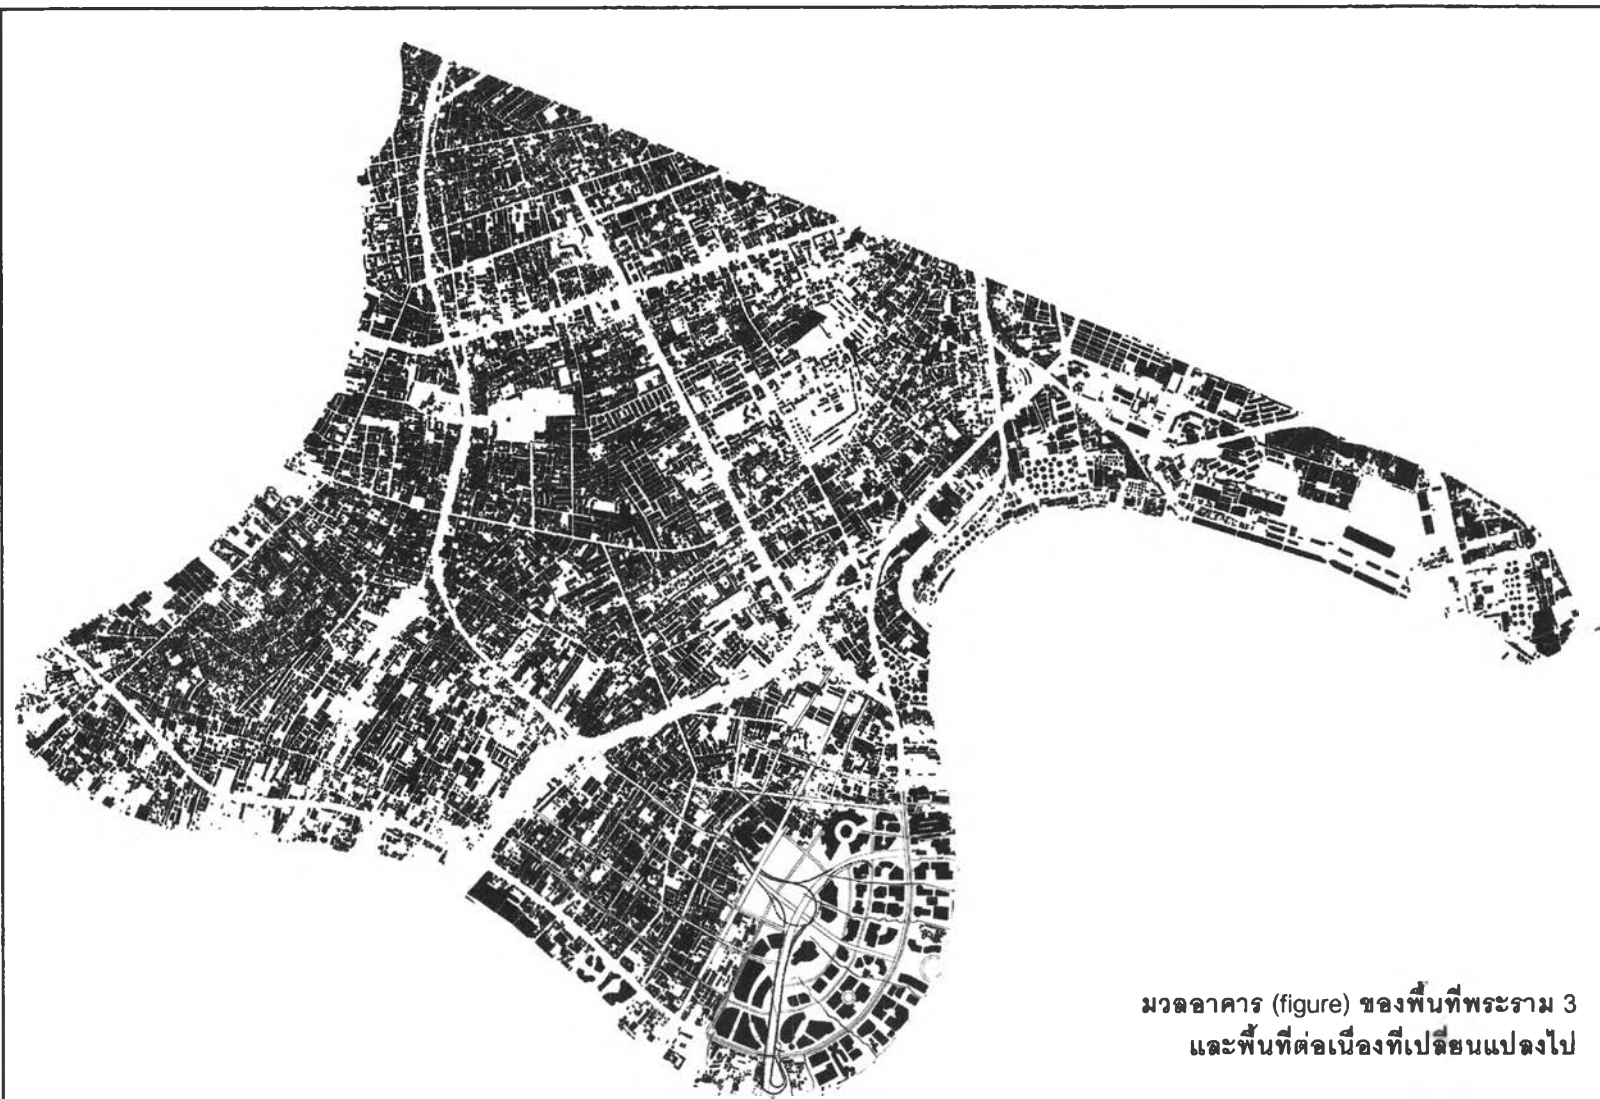 มวลอาคาร (figure) ของพื้นที่พระราม 3
และพื้นที่ต่อเนื่องที่เปลี่ยนแปลงไป